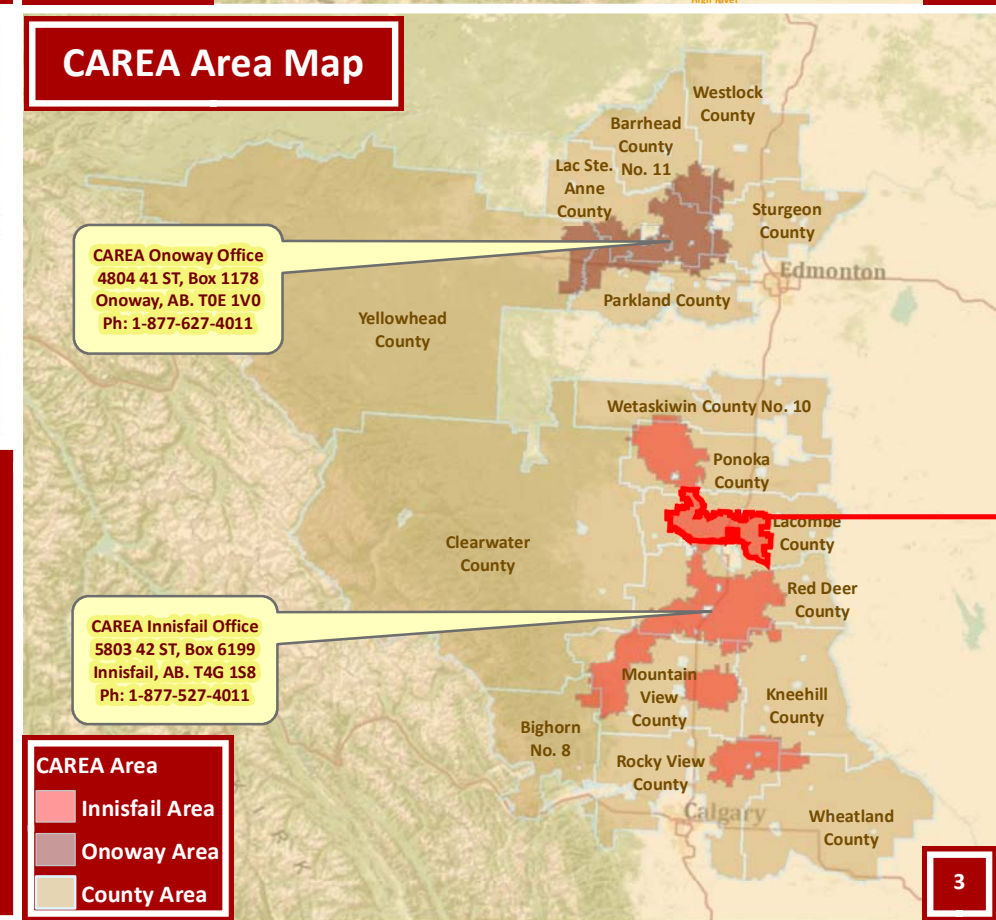 High River
CAREA Area Map
Westlock
County
Barrhead
County
No. 11
Lac Ste.
Anne
County
Sturgeon
County
CAREA Onoway Office
4804 41 ST, Box 1178
Onoway, AB. T0E 1V0
Ph: 1-877-627-4011
Edmonton
Parkland County
Yellowhead
County
Wetaskiwin County No. 10
Ponoka
County
Lacombe
County
Clearwater
County
Red Deer
County
CAREA Innisfail Office
5803 42 ST, Box 6199
Innisfail, AB. T4G 1S8
Ph: 1-877-527-4011
Mountain
View
County
Kneehill
County
Bighorn
No. 8
Rocky View
County
Calgary
Wheatland
County
CAREA Area
Innisfail Area
Onoway Area
County Area
3